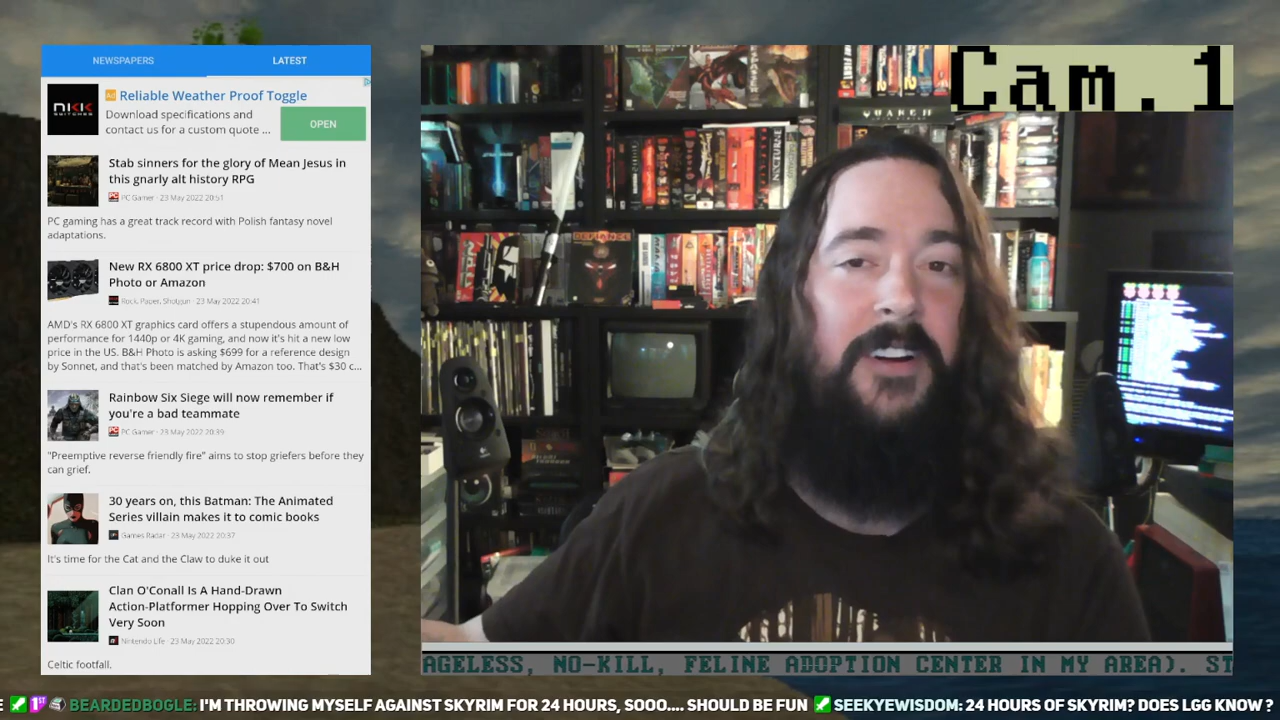 NEWSPAPERS
LATEST
NIKK
SWITCHES
Ad Reliable Weather Proof Toggle
Download specifications and
contact us for a custom quote ...
OPEN
Stab sinners for the glory of Mean Jesus in
this gnarly alt history RPG
PC Gamer · 23 May 2022 20:51
PC gaming has a great track record with Polish fantasy novel
adaptations.
New RX 6800 XT price drop: $700 on B&H
Photo or Amazon
Rock, Paper, Shotgun · 23 May 2022 20:41
AMD's RX 6800 XT graphics card offers a stupendous amount of
performance for 1440p or 4K gaming, and now it's hit a new low
price in the US. B&H Photo is asking $699 for a reference design
by Sonnet, and that's been matched by Amazon too. That's $30 c...
Rainbow Six Siege will now remember if
you're a bad teammate
PC Gamer · 23 May 2022 20:39
"Preemptive reverse friendly fire" aims to stop griefers before they
can grief.
30 years on, this Batman: The Animated
Series villain makes it to comic books
Games Radar · 23 May 2022 20:37
It's time for the Cat and the Claw to duke it out
Clan O'Conall Is A Hand-Drawn
Action-Platformer Hopping Over To Switch
Very Soon
Nintendo Life · 23 May 2022 20:30
Celtic footfall.
Cam. 1
QUAKE II
DEFIANCE
AGELESS, NO-KILL, FELINE ADOPTION CENTER IN MY AREA). ST
E 1ST BEARDEDBOGLE: I'M THROWING MYSELF AGAINST SKYRIM FOR 24 HOURS, SOOO.... SHOULD BE FUN SEEKYEWISDOM: 24 HOURS OF SKYRIM? DOES LGG KNOW ?